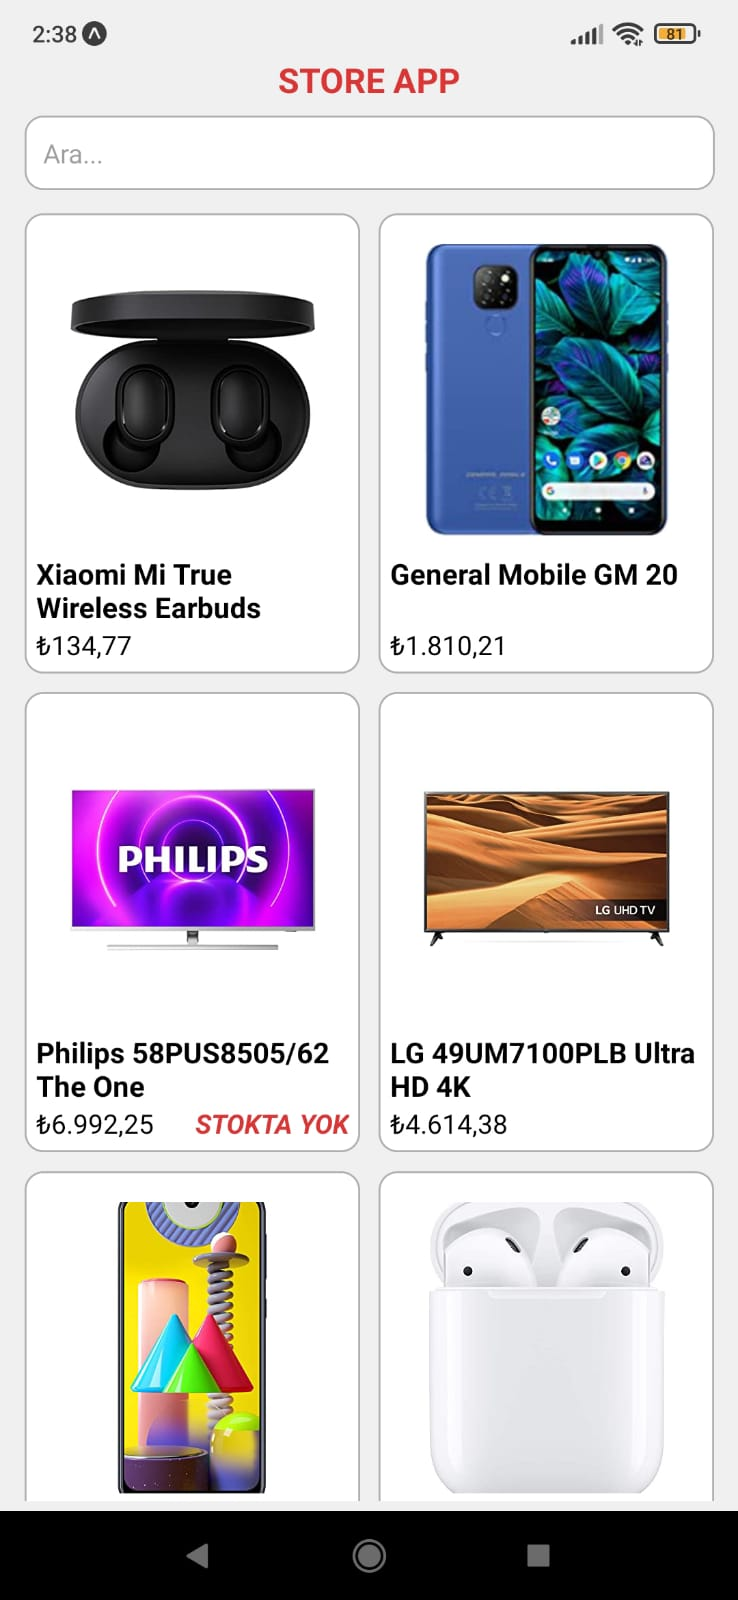 2:38
81
STORE APP
Ara...
Xiaomi Mi True
Wireless Earbuds
₺134,77
General Mobile GM 20
₺1.810,21
PHILIPS
Philips 58PUS8505/62
The One
₺6.992,25 STOKTA YOK
LG UHD TV
LG 49UM7100PLB Ultra
HD 4K
₺4.614,38